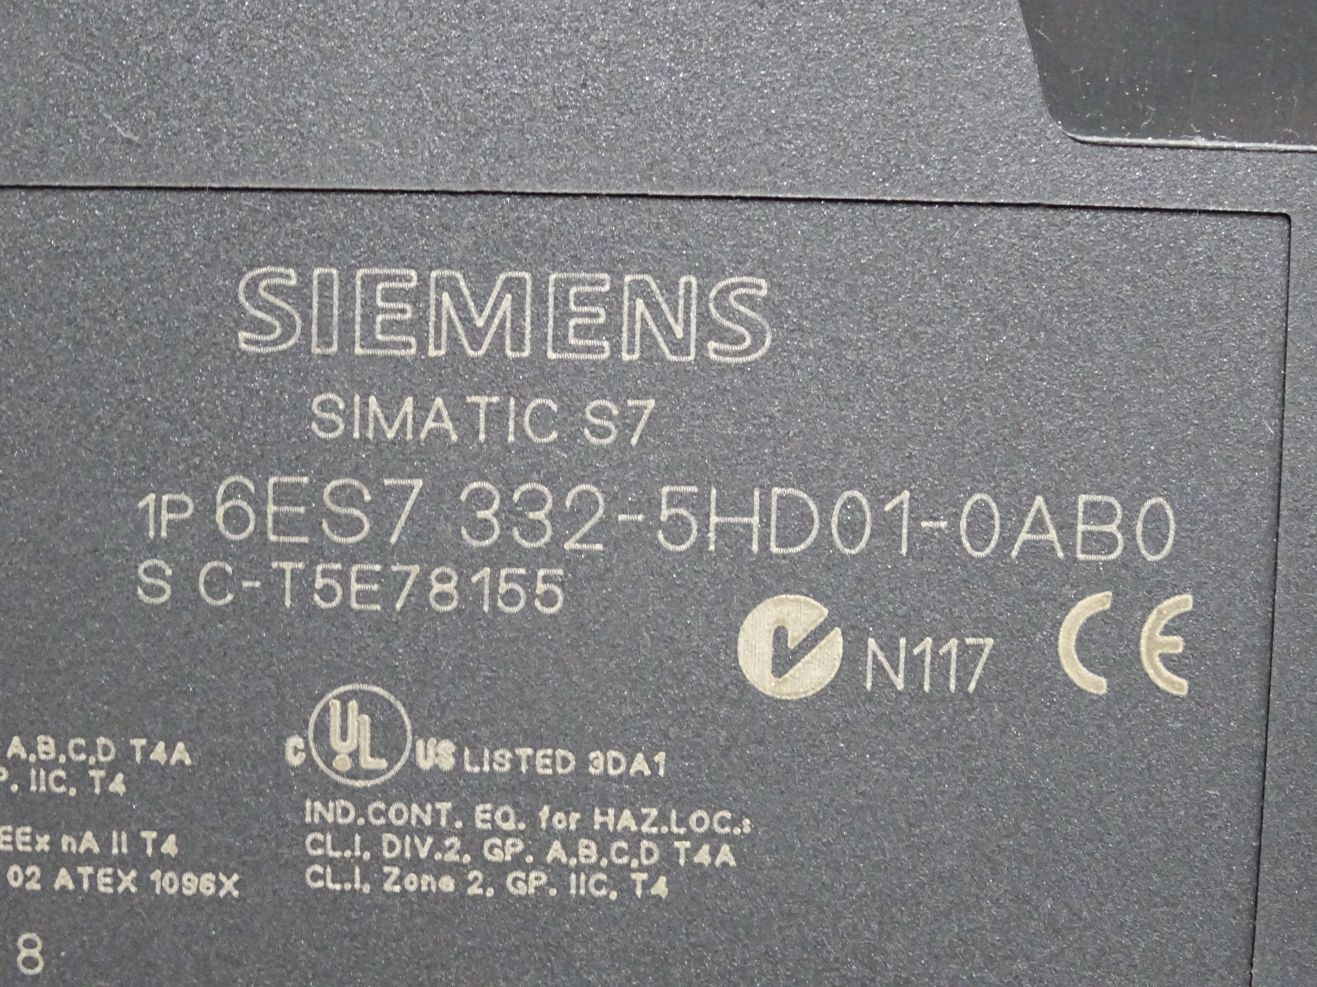 SIEMENS
SIMATIC S7
1P 6ES7 332-5HD01-0AB0
S C-T5E78155
N117 CE
A,B,C,D T4A
P. IIC, T4
EEx nA II T4
02 ATEX 1096X
8
C UL US LISTED 3DA1
IND.CONT. EQ. for HAZ.LOC.:
CL.I, DIV.2, GP. A,B,C,D T4A
CL.I, Zone 2, GP. IIC, T4